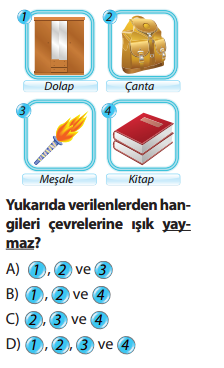 1 2
Dolap Çanta
3 4
Meşale Kitap
Yukarıda verilenlerden han-
gileri çevrelerine ışık yay-
maz?
A) 1, 2 ve 3
B) 1, 2 ve 4
C) 2, 3 ve 4
D) 1, 2, 3 ve 4